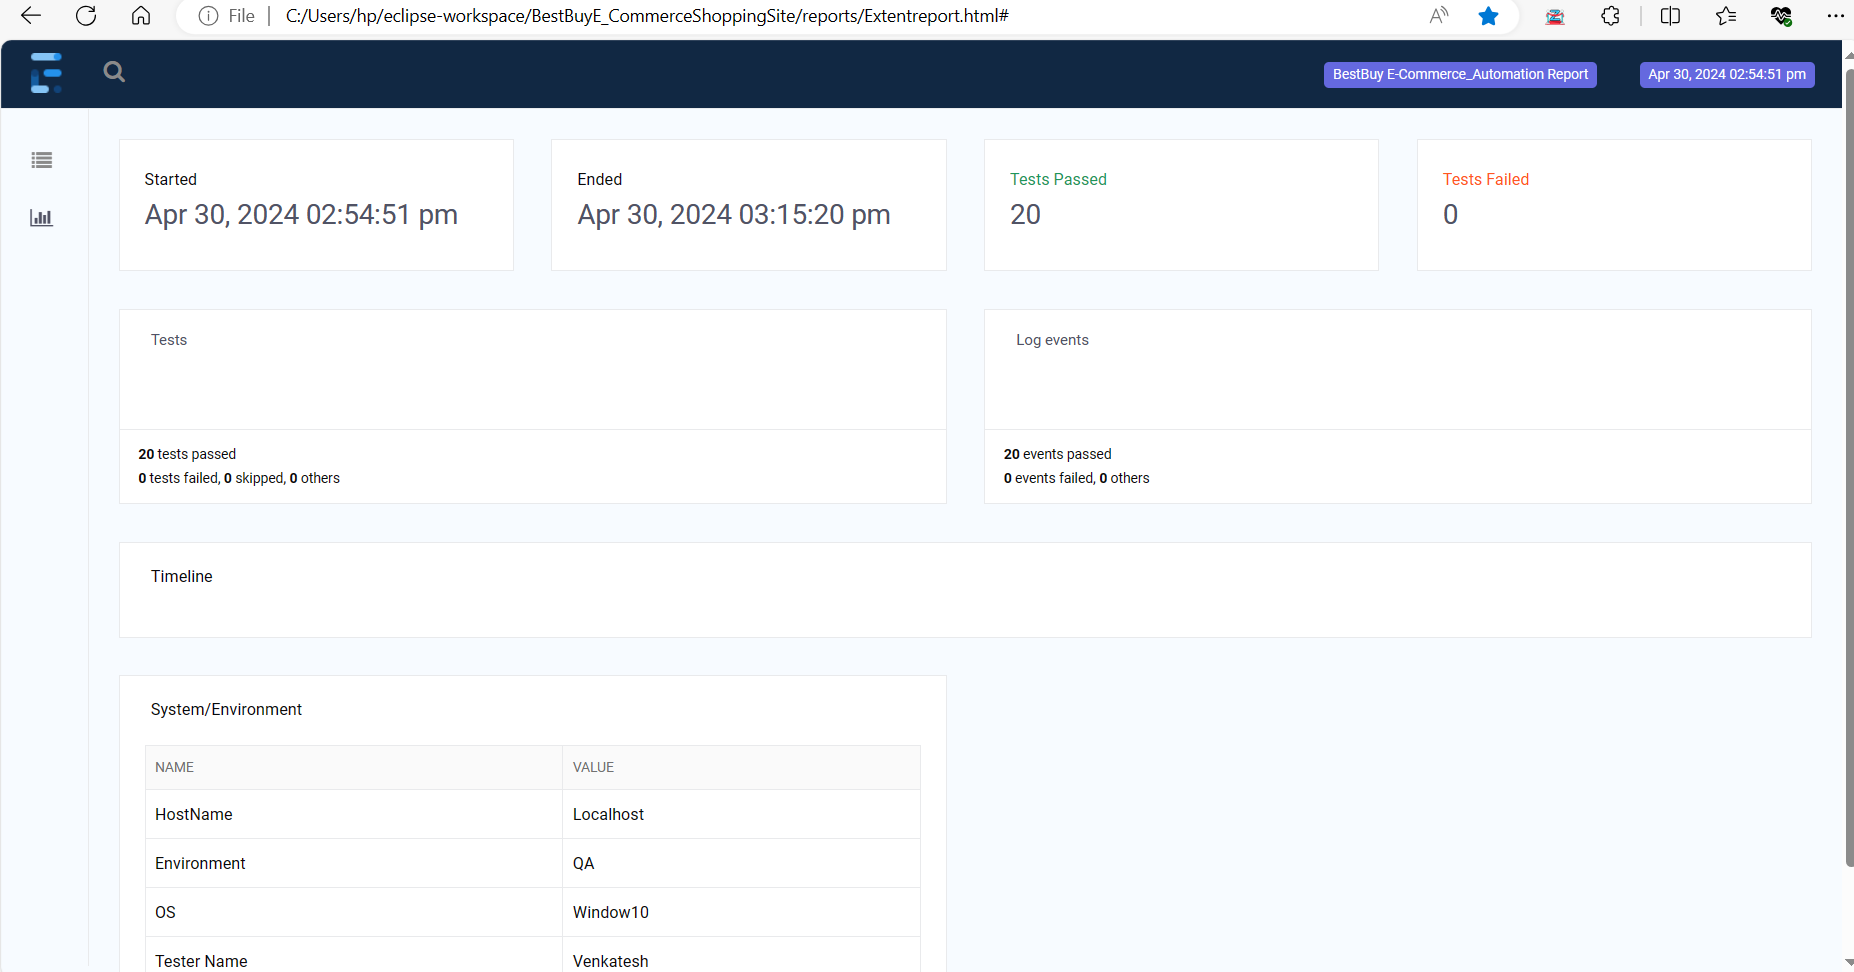 File
C:/Users/hp/eclipse-workspace/BestBuyE_CommerceShoppingSite/reports/Extentreport.html#
BestBuy E-Commerce_Automation Report
Apr 30, 2024 02:54:51 pm
Started
Apr 30, 2024 02:54:51 pm
Ended
Apr 30, 2024 03:15:20 pm
Tests Passed
20
Tests Failed
0
Tests
20 tests passed
0 tests failed, 0 skipped, 0 others
Log events
20 events passed
0 events failed, 0 others
Timeline
System/Environment
NAME VALUE
HostName Localhost
Environment QA
OS Window10
Tester Name Venkatesh